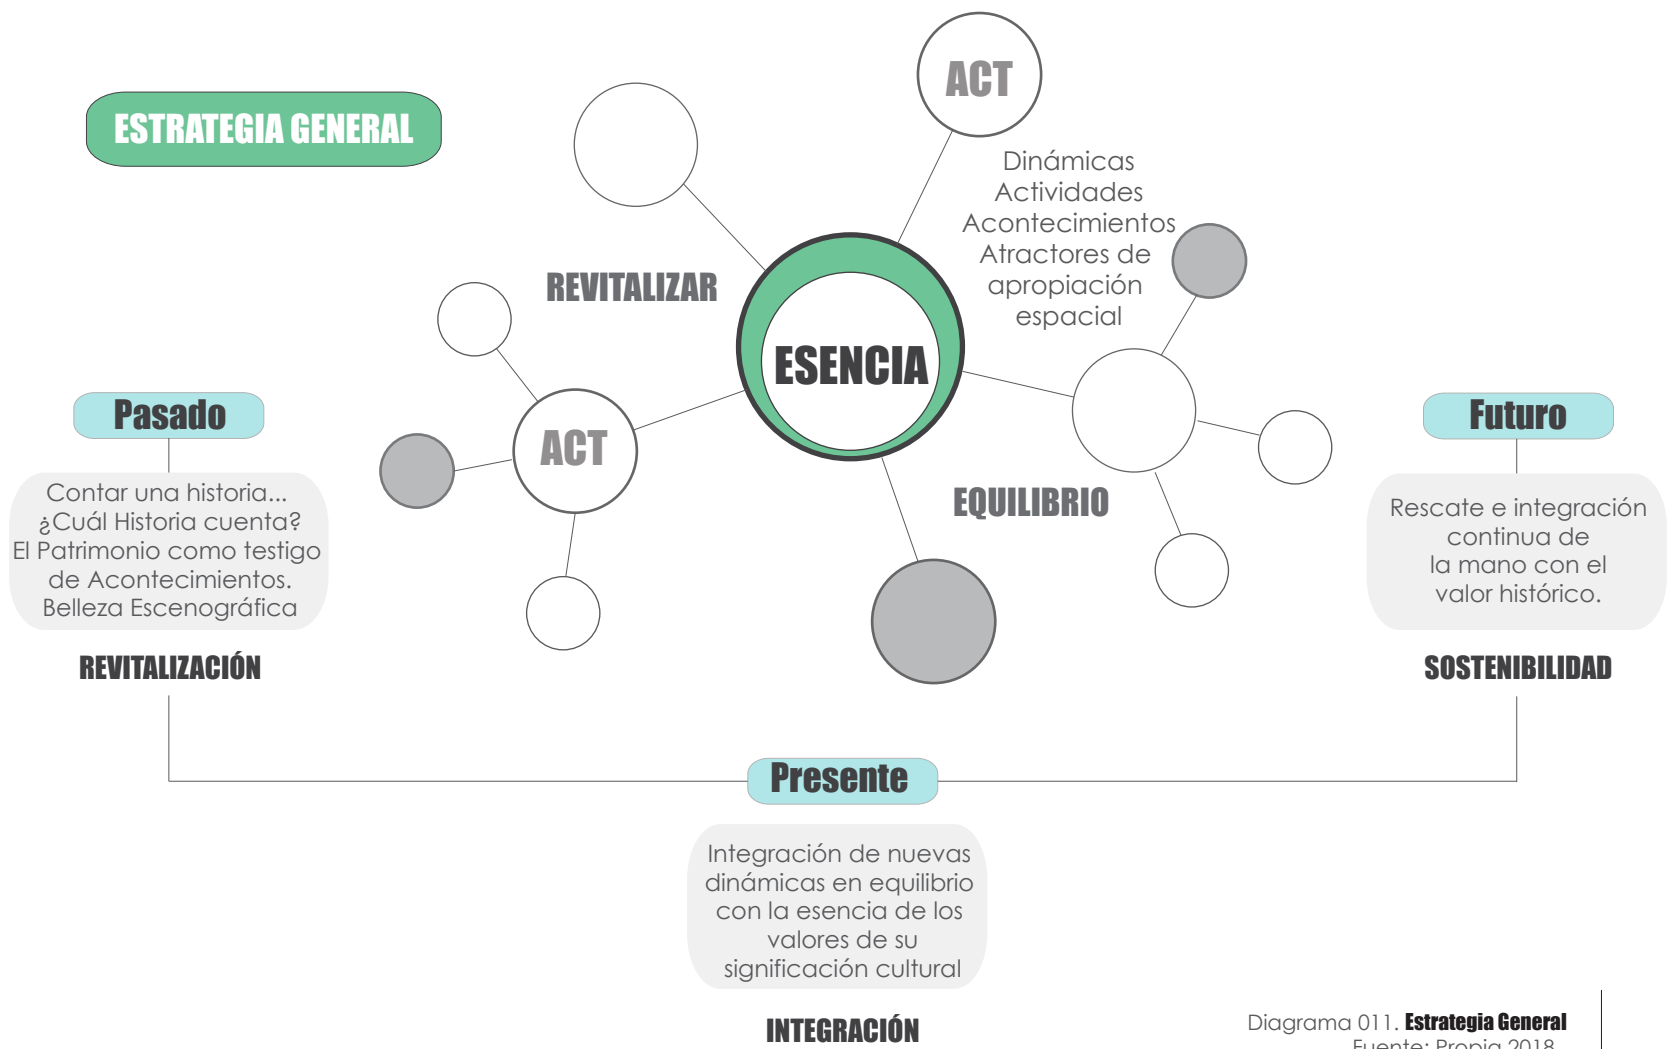 ESTRATEGIA GENERAL
ACT
Dinámicas
Actividades
Acontecimientos
Atractores de
apropiación
espacial
REVITALIZAR
ESENCIA
ACT
EQUILIBRIO
Pasado
Contar una historia...
¿Cuál Historia cuenta?
El Patrimonio como testigo
de Acontecimientos.
Belleza Escenográfica
REVITALIZACIÓN
Futuro
Rescate e integración
continua de
la mano con el
valor histórico.
SOSTENIBILIDAD
Presente
Integración de nuevas
dinámicas en equilibrio
con la esencia de los
valores de su
significación cultural
INTEGRACIÓN
Diagrama 011. Estrategia General
Fuente: Propia 2018